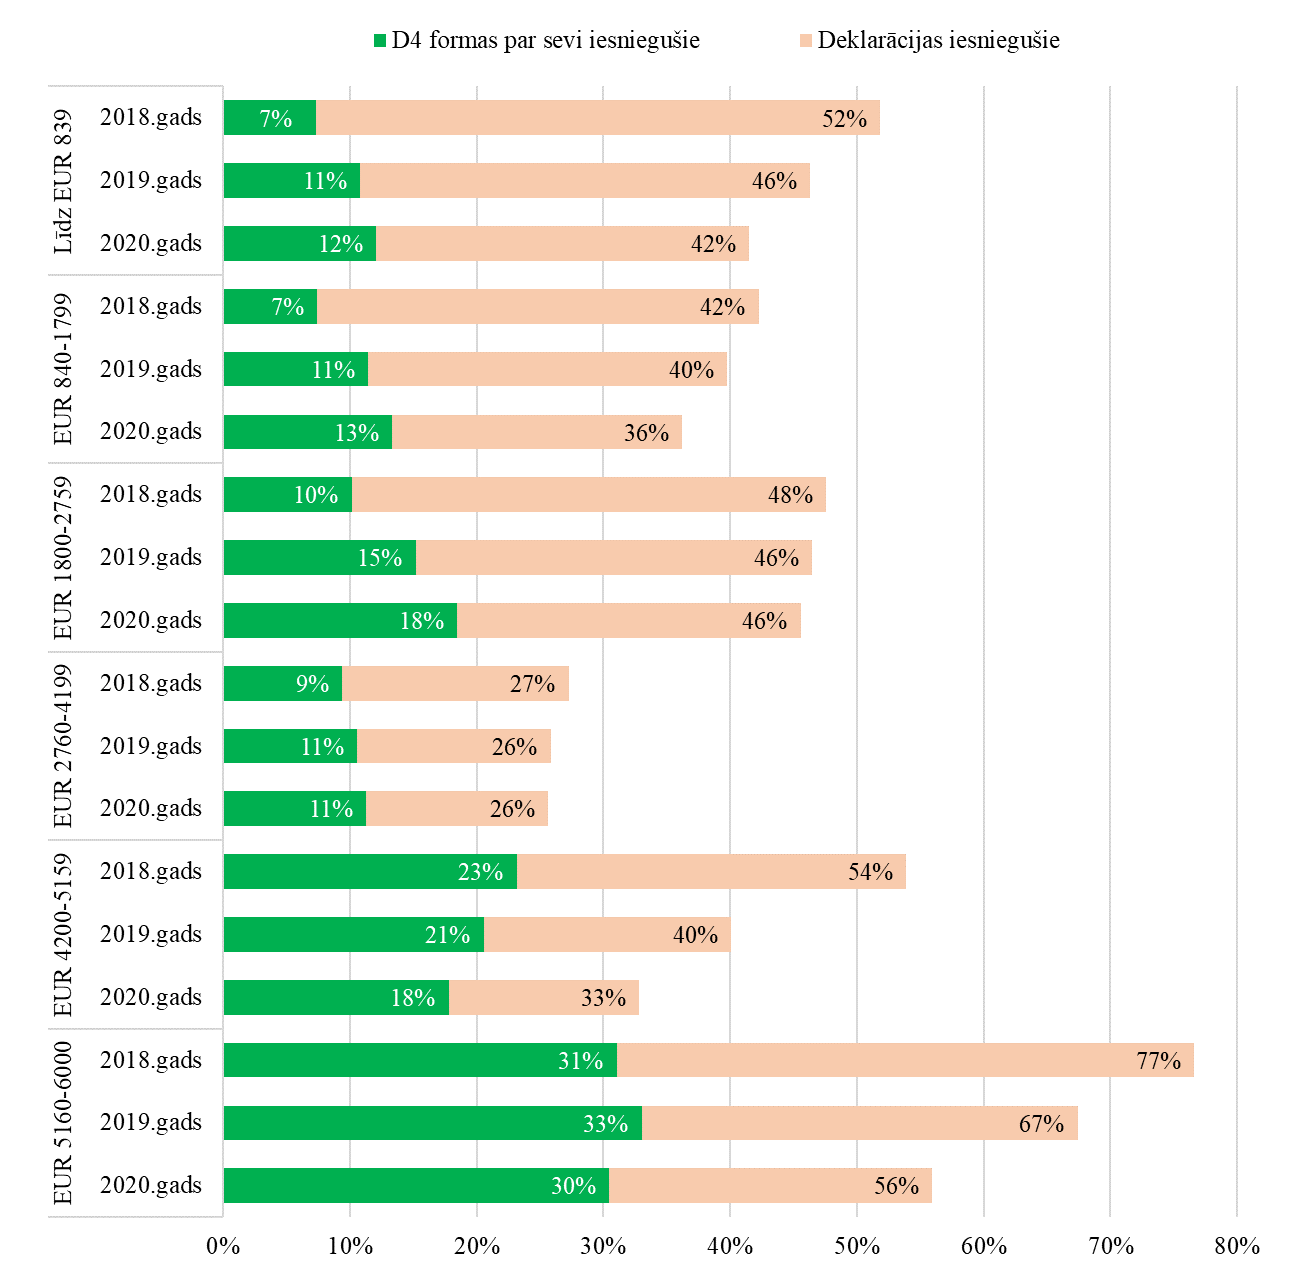 D4 formas par sevi iesniegušie
Deklarācijas iesniegušie
Līdz EUR 839
2018.gads 7% 52%
2019.gads 11% 46%
2020.gads 12% 42%
EUR 840-1799
2018.gads 7% 42%
2019.gads 11% 40%
2020.gads 13% 36%
EUR 1800-2759
2018.gads 10% 48%
2019.gads 15% 46%
2020.gads 18% 46%
EUR 2760-4199
2018.gads 9% 27%
2019.gads 11% 26%
2020.gads 11% 26%
EUR 4200-5159
2018.gads 23% 54%
2019.gads 21% 40%
2020.gads 18% 33%
EUR 5160-6000
2018.gads 31% 77%
2019.gads 33% 67%
2020.gads 30% 56%
0% 10% 20% 30% 40% 50% 60% 70% 80%